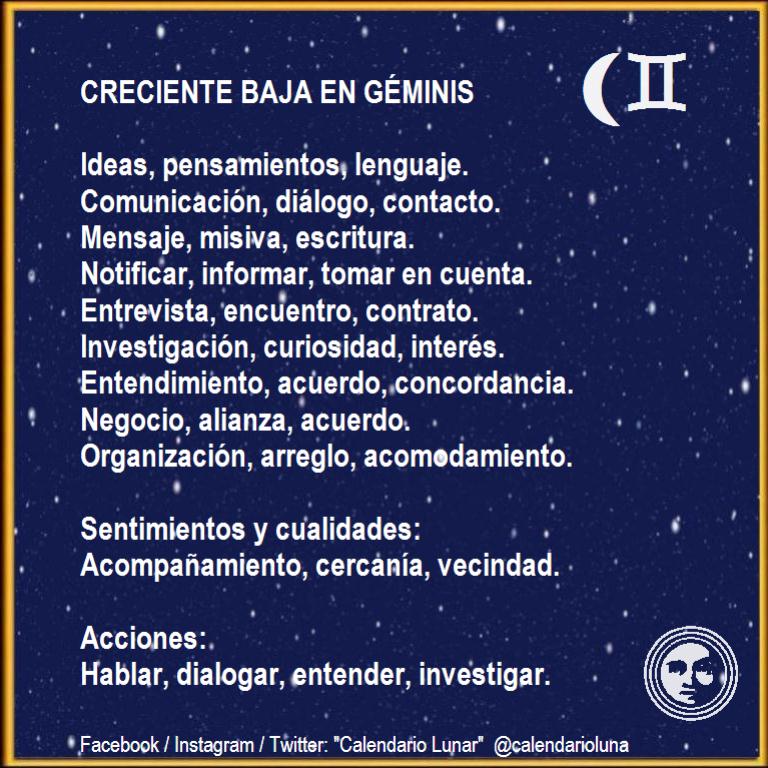 CRECIENTE BAJA EN GÉMINIS
Ideas, pensamientos, lenguaje.
Comunicación, diálogo, contacto.
Mensaje, misiva, escritura.
Notificar, informar, tomar en cuenta.
Entrevista, encuentro, contrato.
Investigación, curiosidad, interés.
Entendimiento, acuerdo, concordancia.
Negocio, alianza, acuerdo.
Organización, arreglo, acomodamiento.
Sentimientos y cualidades:
Acompañamiento, cercanía, vecindad.
Acciones:
Hablar, dialogar, entender, investigar.
Facebook / Instagram / Twitter: "Calendario Lunar" @calendarioluna